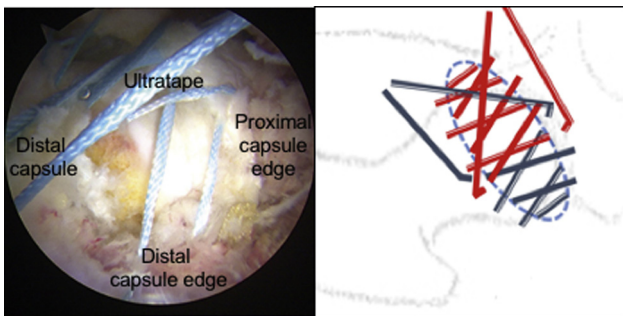 Ultratape
Distal
capsule
Proximal
capsule
edge
Distal
capsule edge